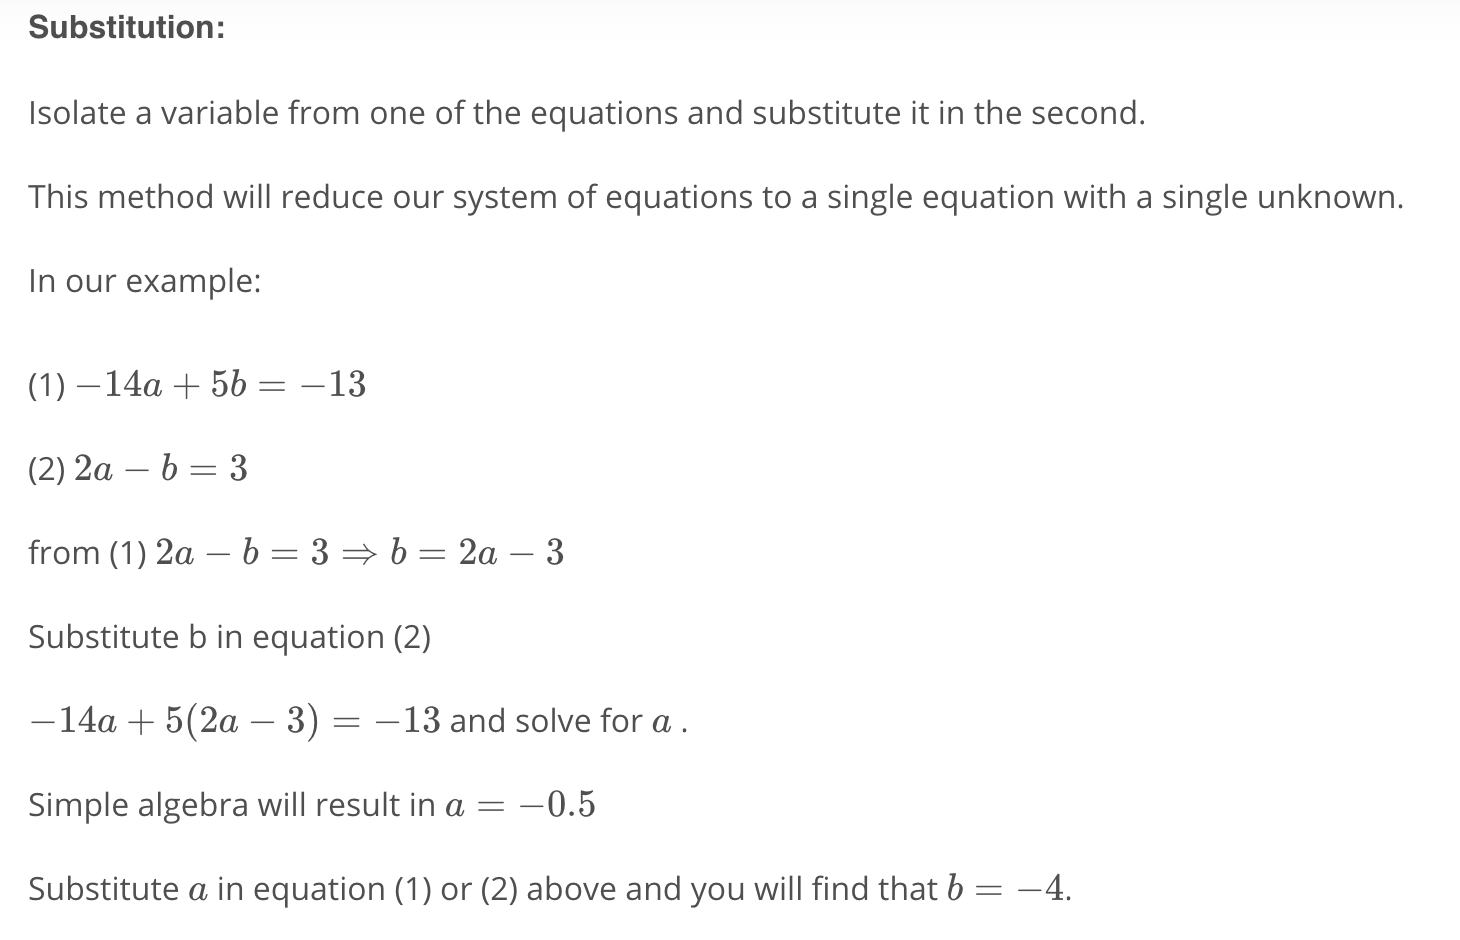 Substitution:
Isolate a variable from one of the equations and substitute it in the second.
This method will reduce our system of equations to a single equation with a single unknown.
In our example:
(1) −14a + 5b = −13
(2) 2a − b = 3
from (1) 2a − b = 3 ⇒ b = 2a − 3
Substitute b in equation (2)
−14a + 5(2a − 3) = −13 and solve for a .
Simple algebra will result in a = −0.5
Substitute a in equation (1) or (2) above and you will find that b = −4.